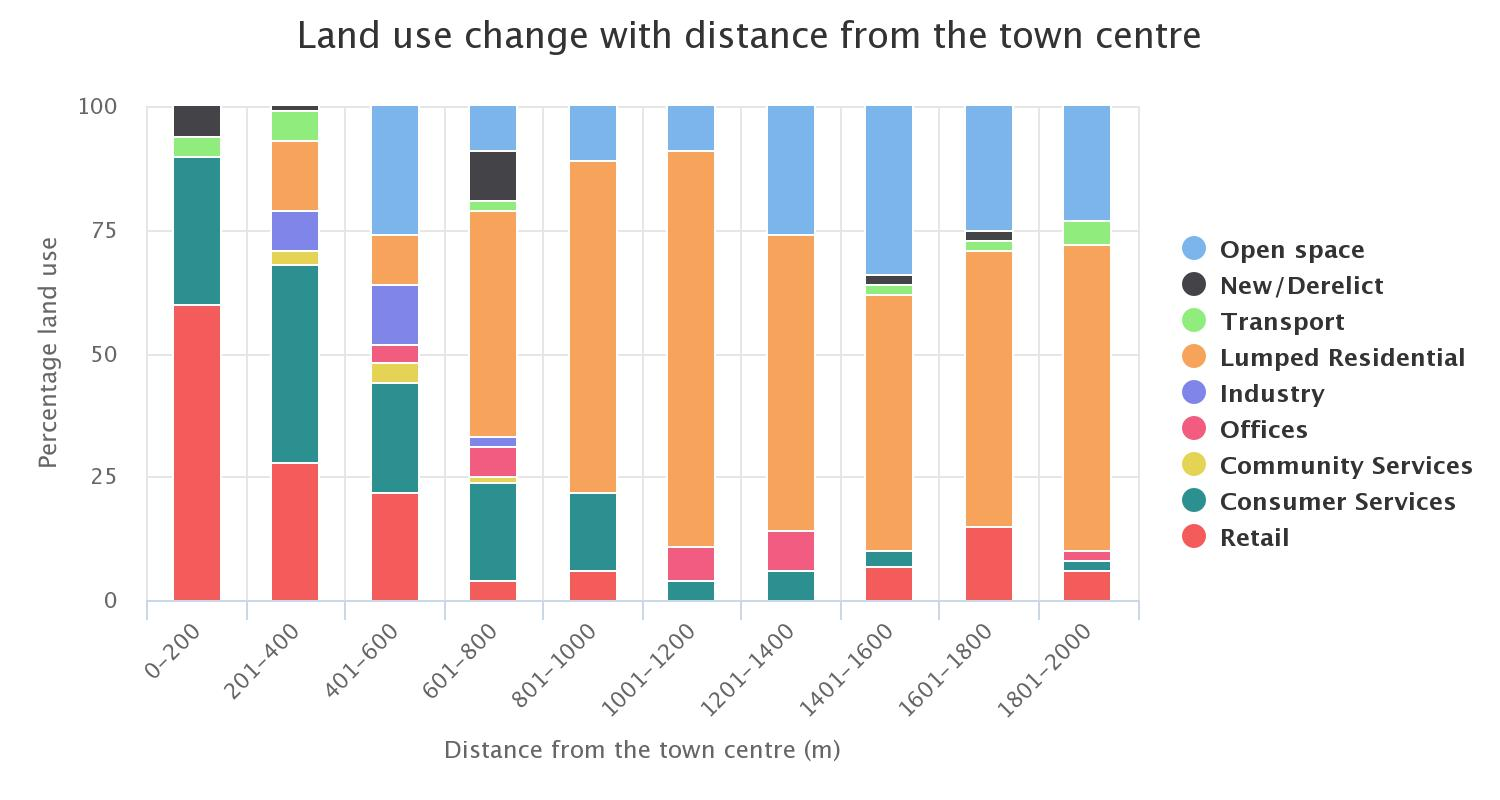 Land use change with distance from the town centre
Percentage land use
100
75
50
25
0
0–200
201–400
401–600
601–800
801–1000
1001–1200
1201–1400
1401–1600
1601–1800
1801–2000
Distance from the town centre (m)
Open space
New/Derelict
Transport
Lumped Residential
Industry
Offices
Community Services
Consumer Services
Retail